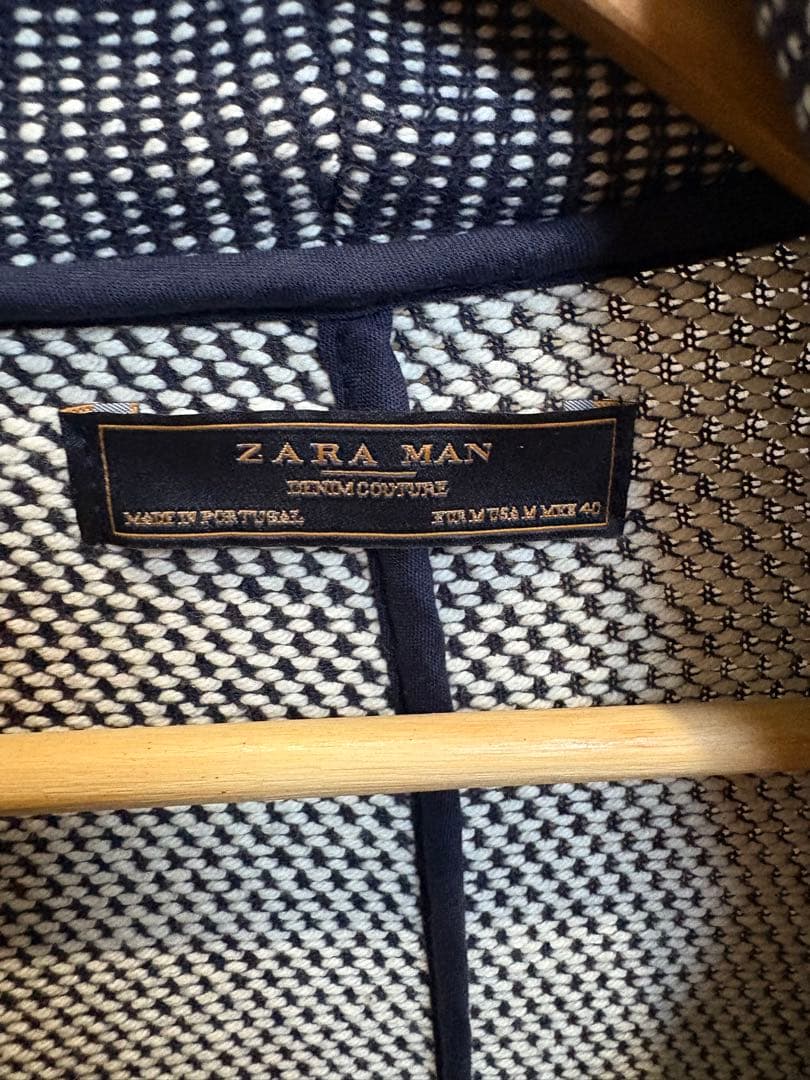 ZARA MAN
DENIM COUTURE
MADE IN PORTUGAL EUR M USA M MEX 40